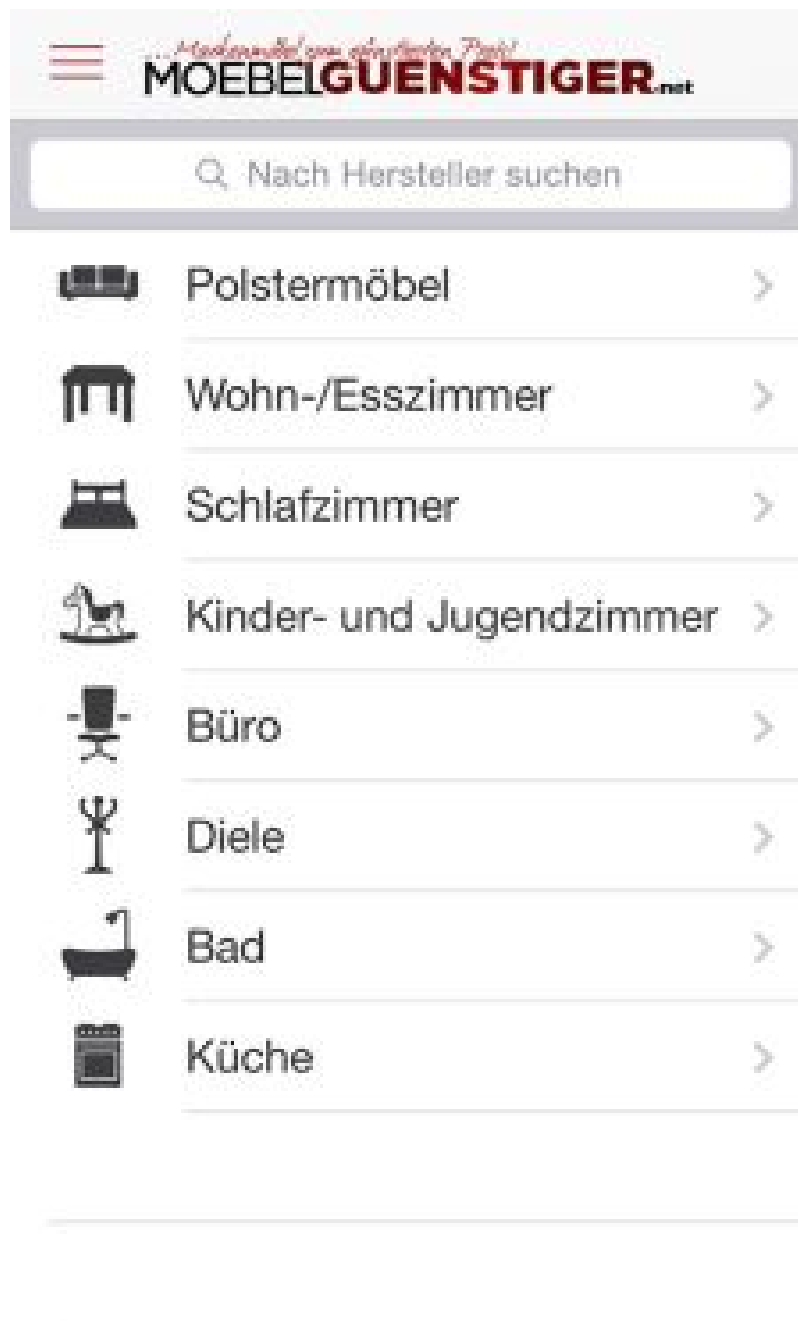 MOEBELGUENSTIGER.net
Nach Hersteller suchen
Polstermöbel
Wohn-/Esszimmer
Schlafzimmer
Kinder- und Jugendzimmer
Büro
Diele
Bad
Küche